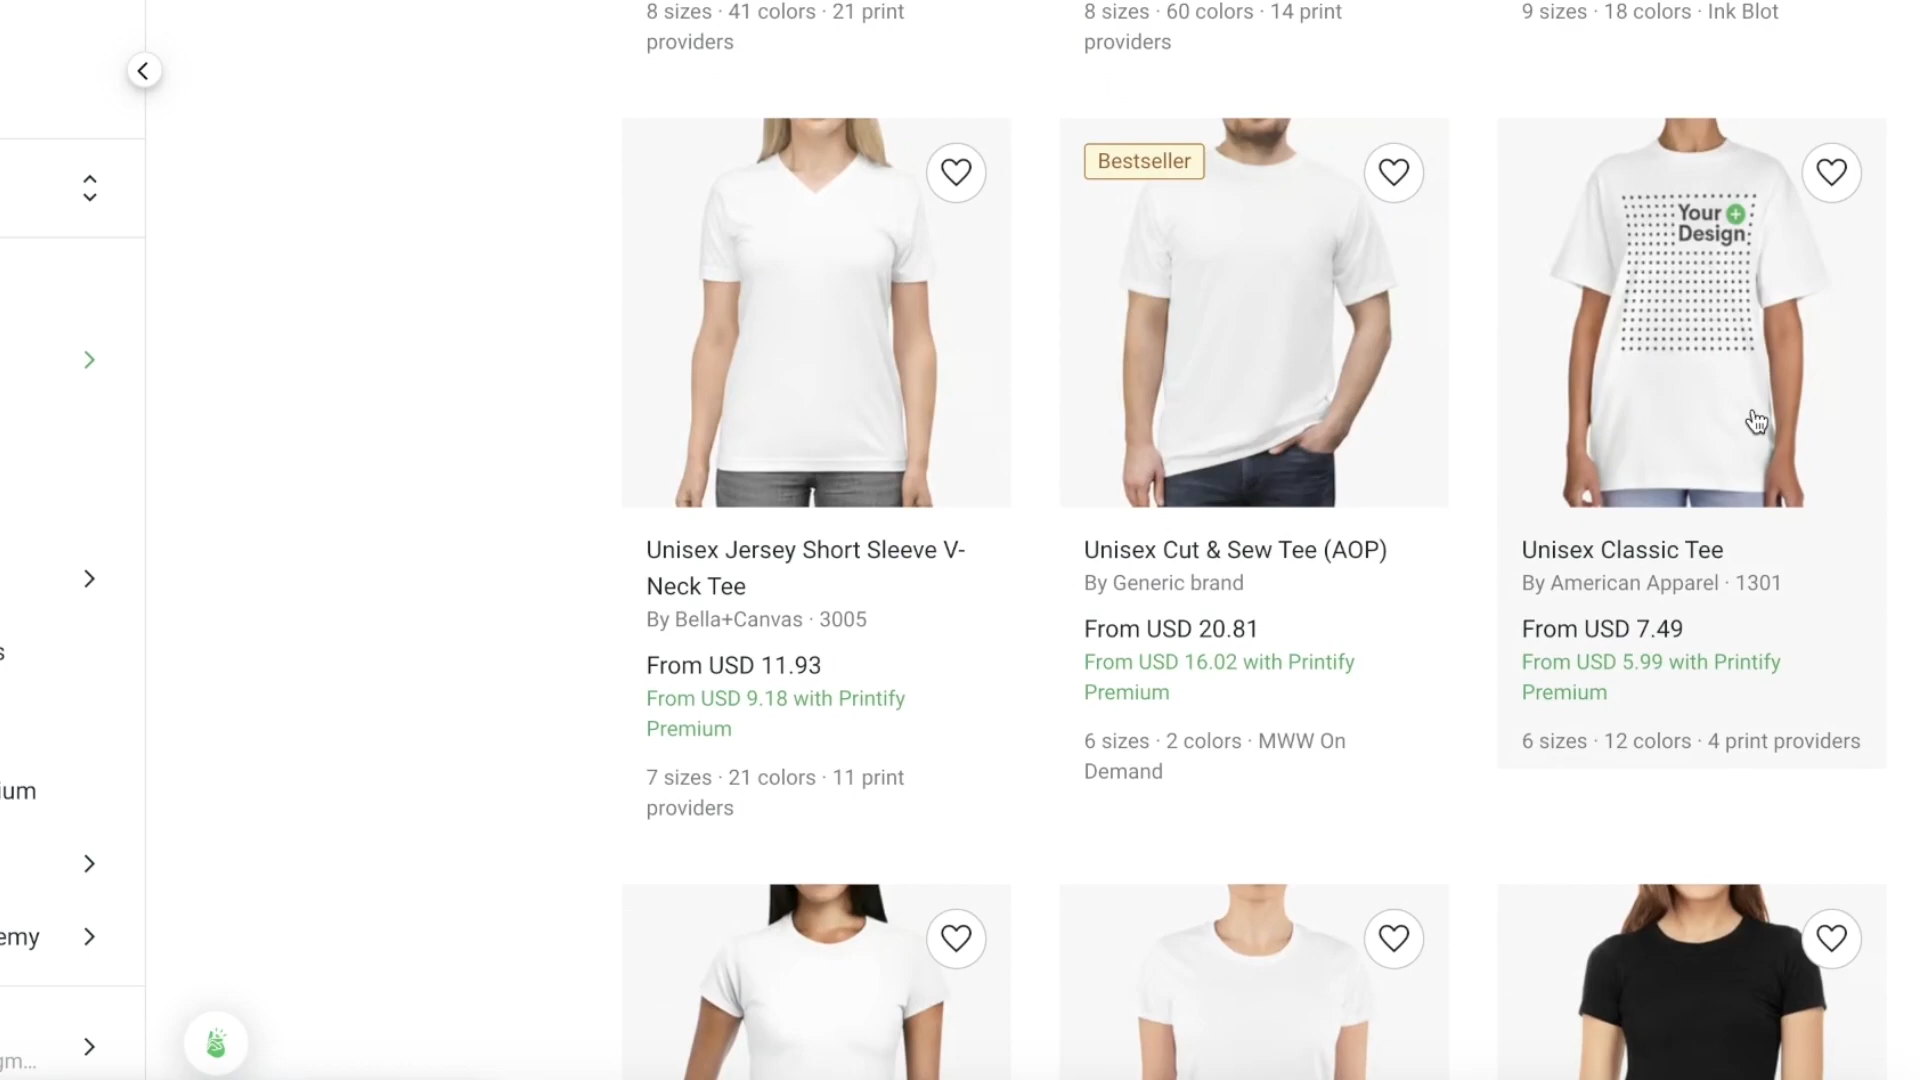 8 sizes · 41 colors · 21 print
providers
8 sizes · 60 colors · 14 print
providers
9 sizes · 18 colors · Ink Blot
s
ium
emy
gm...
Bestseller
Your
Design
Unisex Jersey Short Sleeve V-
Neck Tee
By Bella+Canvas · 3005
From USD 11.93
From USD 9.18 with Printify
Premium
7 sizes · 21 colors · 11 print
providers
Unisex Cut & Sew Tee (AOP)
By Generic brand
From USD 20.81
From USD 16.02 with Printify
Premium
6 sizes · 2 colors · MWW On
Demand
Unisex Classic Tee
By American Apparel · 1301
From USD 7.49
From USD 5.99 with Printify
Premium
6 sizes · 12 colors · 4 print providers